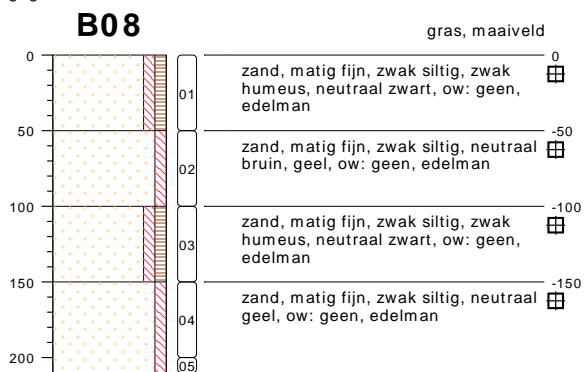 B08
gras, maaiveld
0
0
zand, matig fijn, zwak siltig, zwak
humeus, neutraal zwart, ow: geen,
edelman
01
50
-50
zand, matig fijn, zwak siltig, neutraal
bruin, geel, ow: geen, edelman
02
100
-100
zand, matig fijn, zwak siltig, zwak
humeus, neutraal zwart, ow: geen,
edelman
03
150
-150
zand, matig fijn, zwak siltig, neutraal
geel, ow: geen, edelman
04
200
05